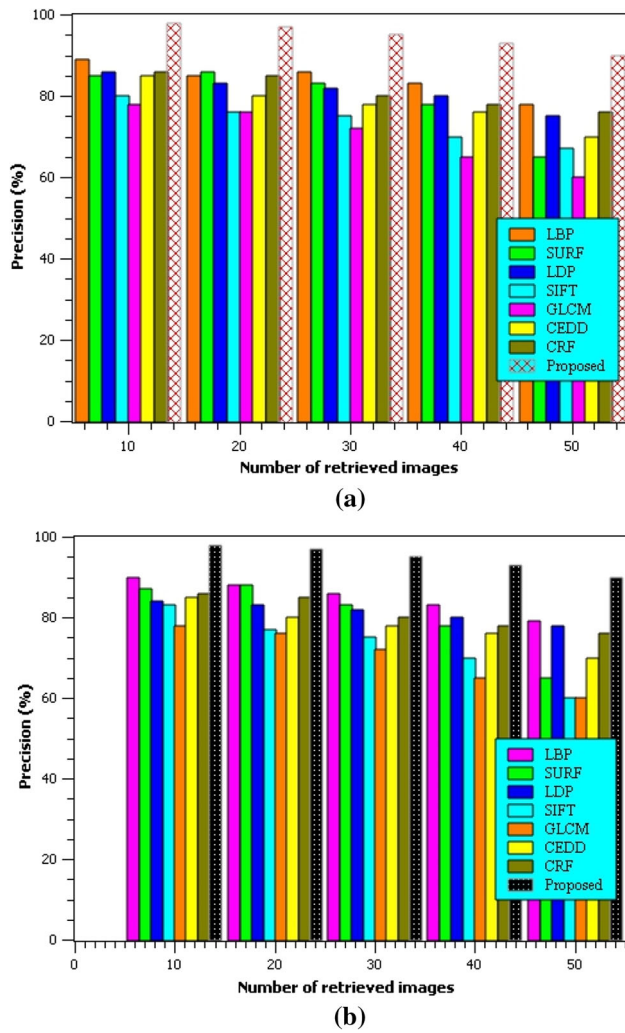 100
80
60
40
20
0
Precision (%)
LBP
SURF
LDP
SIFT
GLCM
CEDD
CRF
Proposed
10 20 30 40 50
Number of retrieved images
(a)
100
80
60
40
20
0
Precision (%)
LBP
SURF
LDP
SIFT
GLCM
CEDD
CRF
Proposed
0 10 20 30 40 50
Number of retrieved images
(b)